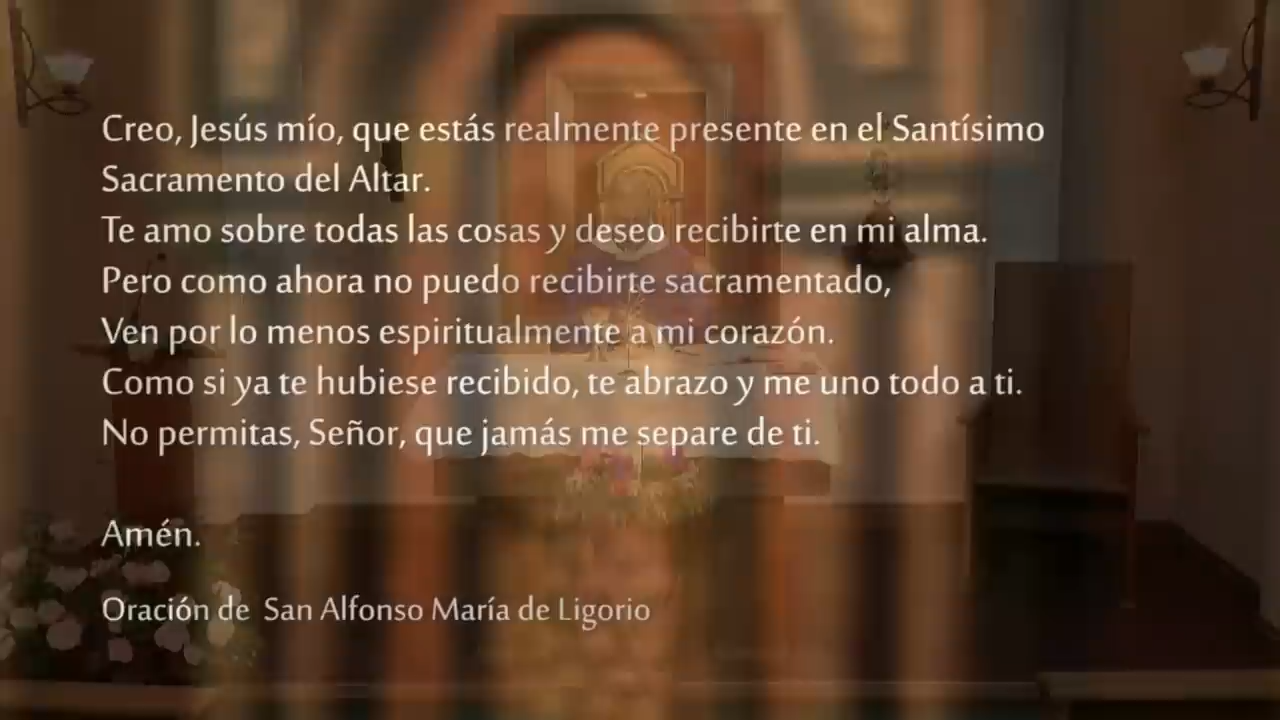 Creo, Jesús mío, que estás realmente presente en el Santísimo
Sacramento del Altar.
Te amo sobre todas las cosas y deseo recibirte en mi alma.
Pero como ahora no puedo recibirte sacramentado,
Ven por lo menos espiritualmente a mi corazón.
Como si ya te hubiese recibido, te abrazo y me uno todo a ti.
No permitas, Señor, que jamás me separe de ti.
Amén.
Oración de San Alfonso María de Ligorio